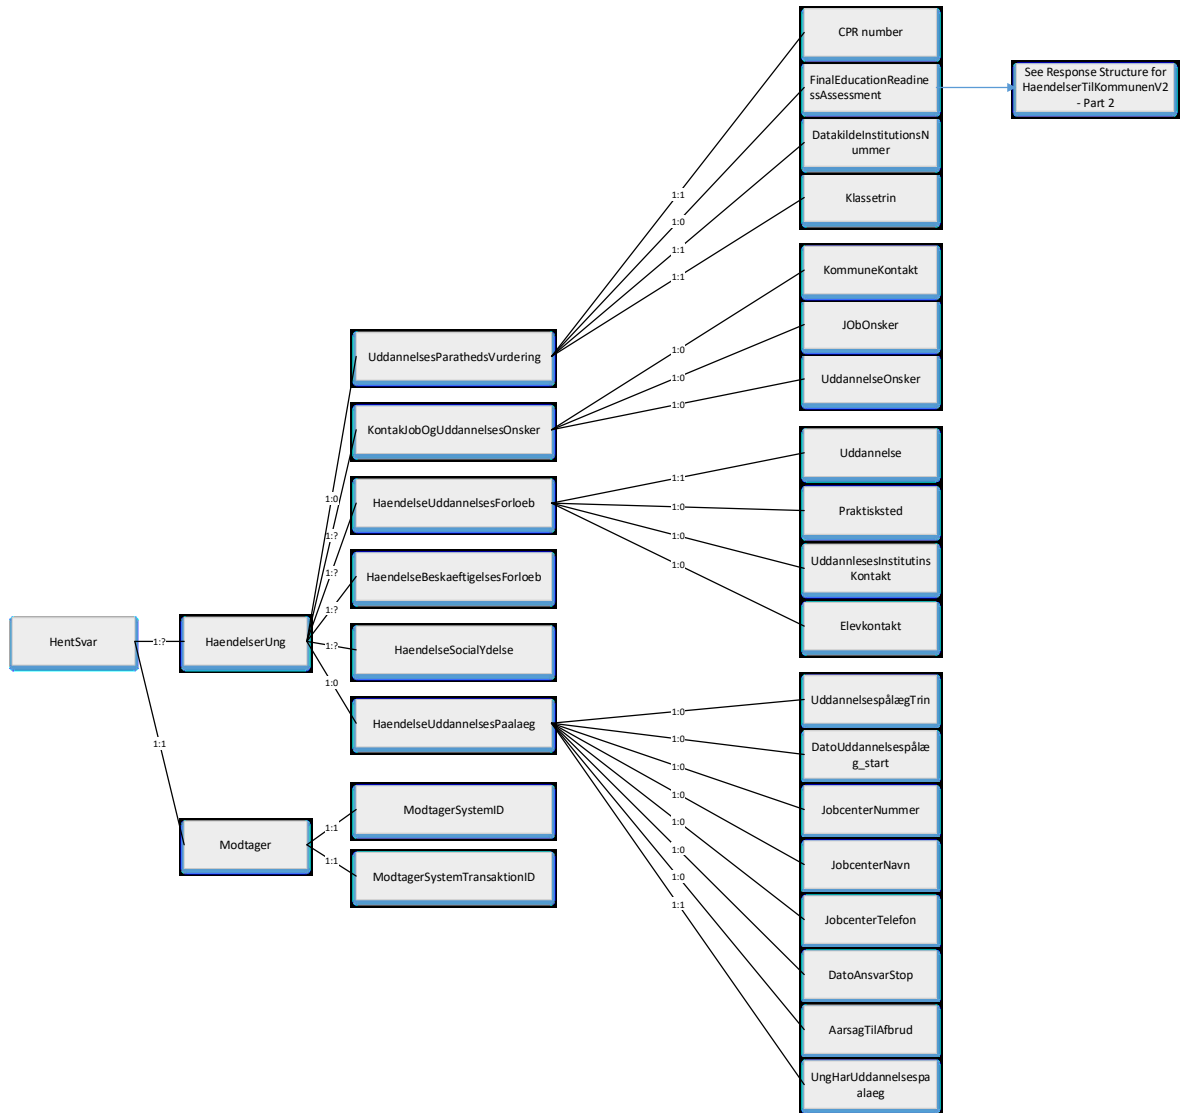 CPR number
FinalEducationReadine
ssAssessment
See Response Structure for
HaendelserTilKommunenV2
- Part 2
DatakildeInstitutionsN
ummer
Klassetrin
1:1
1:0
1:1
1:1
KommuneKontakt
JObOnsker
UddannelseOnsker
1:0
1:0
1:0
UddannelsesParathedsVurdering
KontakJobOgUddannelsesOnsker
HaendelseUddannelsesForloeb
HaendelseBeskaeftigelsesForloeb
HaendelseSocialYdelse
HaendelseUddannelsesPaalaeg
1:0
1:?
1:?
1:?
1:?
1:0
Uddannelse
Praktisksted
UddannlesesInstitutins
Kontakt
Elevkontakt
1:1
1:0
1:0
1:0
HentSvar
1:?
HaendelserUng
1:1
Modtager
1:1
1:1
ModtagerSystemID
ModtagerSystemTransaktionID
UddannelsespålægTrin
DatoUddannelsespålæ
g_start
JobcenterNummer
JobcenterNavn
JobcenterTelefon
DatoAnsvarStop
AarsagTilAfbrud
UngHarUddannelsespa
alaeg
1:0
1:0
1:0
1:0
1:0
1:0
1:0
1:1